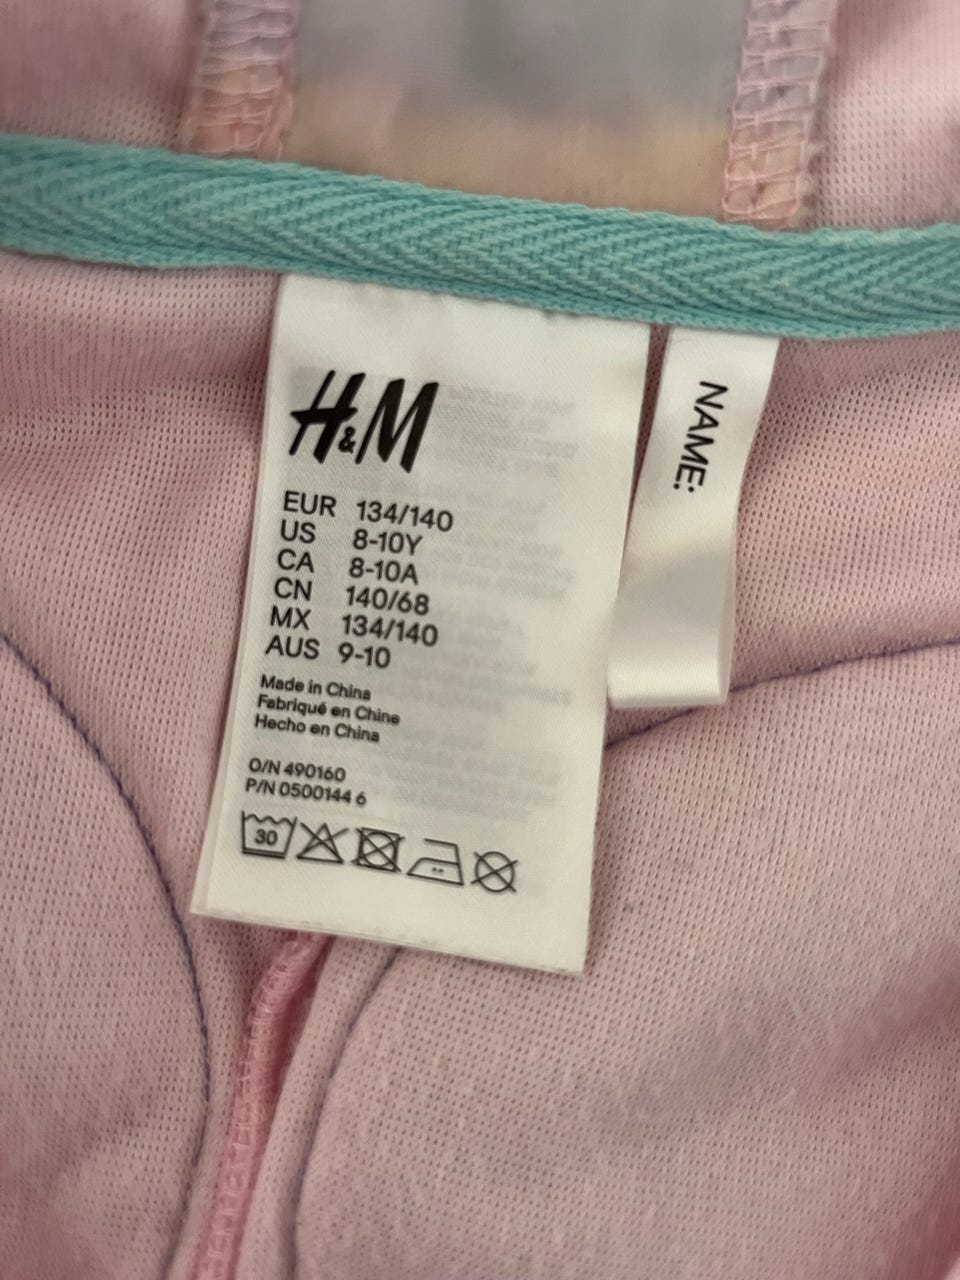 H&M
EUR 134/140
US 8-10Y
CA 8-10A
CN 140/68
MX 134/140
AUS 9-10
Made in China
Fabriqué en Chine
Hecho en China
O/N 490160
P/N 0500144 6
30
NAME: